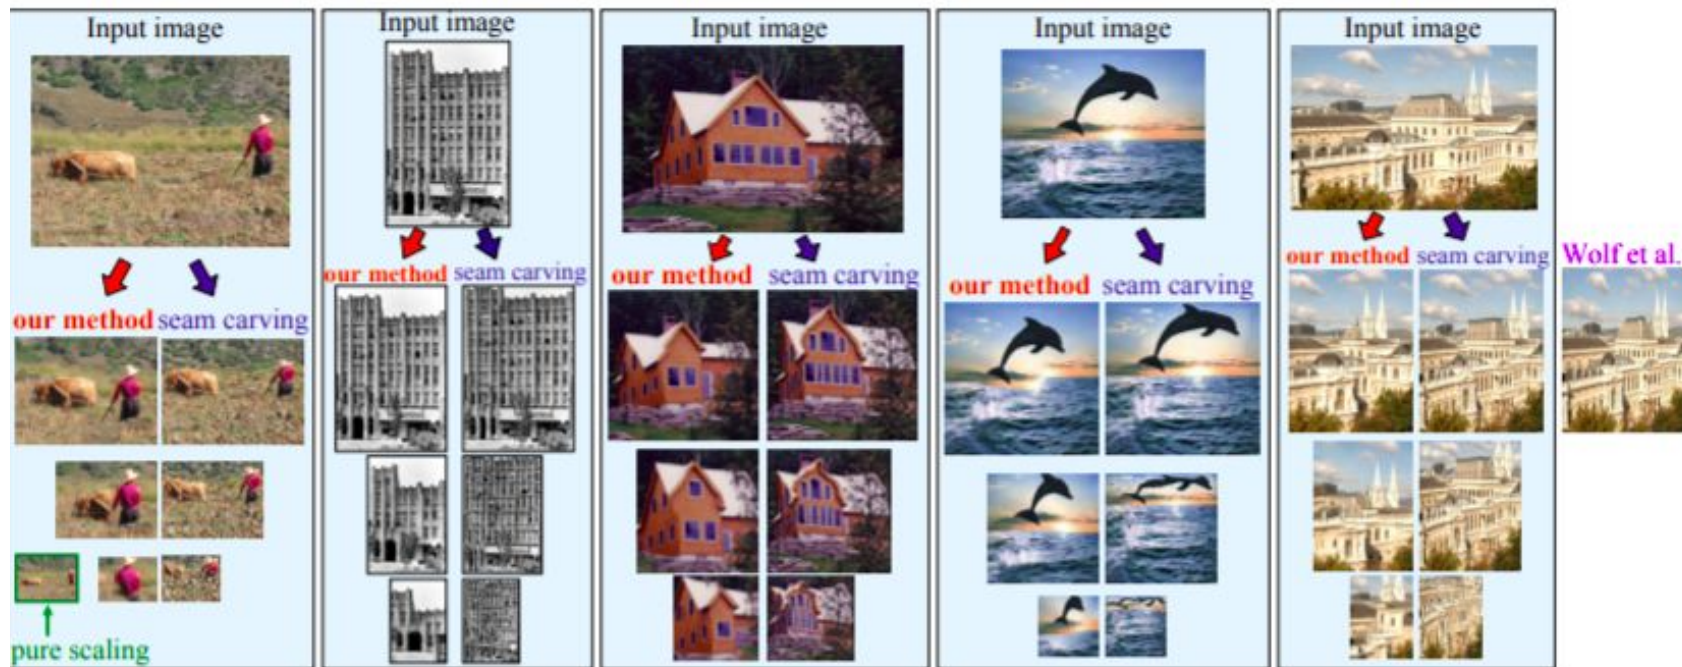 Input image
our method seam carving
pure scaling
Input image
our method seam carving
Input image
our method seam carving
Input image
our method seam carving
Input image
our method seam carving
Wolf et al.